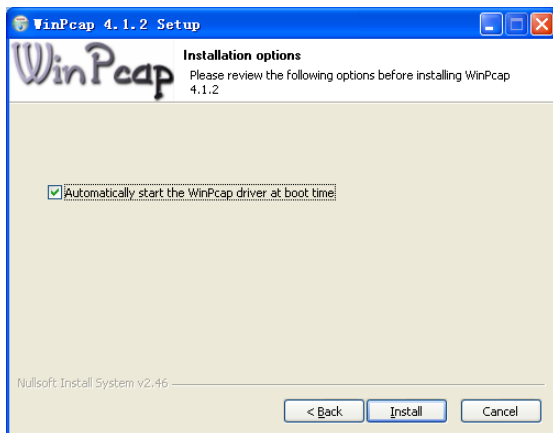 WinPcap 4.1.2 Setup
WinPcap
Installation options
Please review the following options before installing WinPcap
4.1.2
Automatically start the WinPcap driver at boot time
Nullsoft Install System v2.46
< Back
Install
Cancel